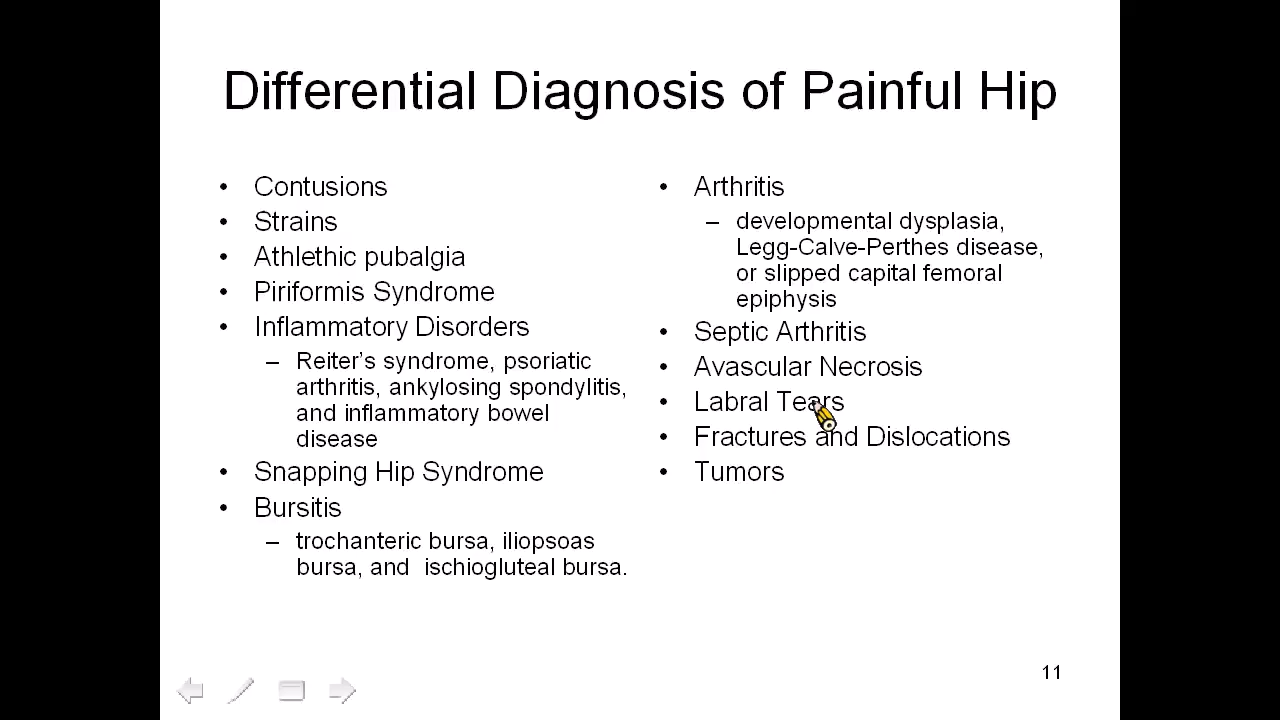 Differential Diagnosis of Painful Hip
• Contusions
• Strains
• Athlethic pubalgia
• Piriformis Syndrome
• Inflammatory Disorders
– Reiter's syndrome, psoriatic
arthritis, ankylosing spondylitis,
and inflammatory bowel
disease
• Snapping Hip Syndrome
• Bursitis
– trochanteric bursa, iliopsoas
bursa, and ischiogluteal bursa.
• Arthritis
– developmental dysplasia,
Legg-Calve-Perthes disease,
or slipped capital femoral
epiphysis
• Septic Arthritis
• Avascular Necrosis
• Labral Tears
• Fractures and Dislocations
• Tumors
11